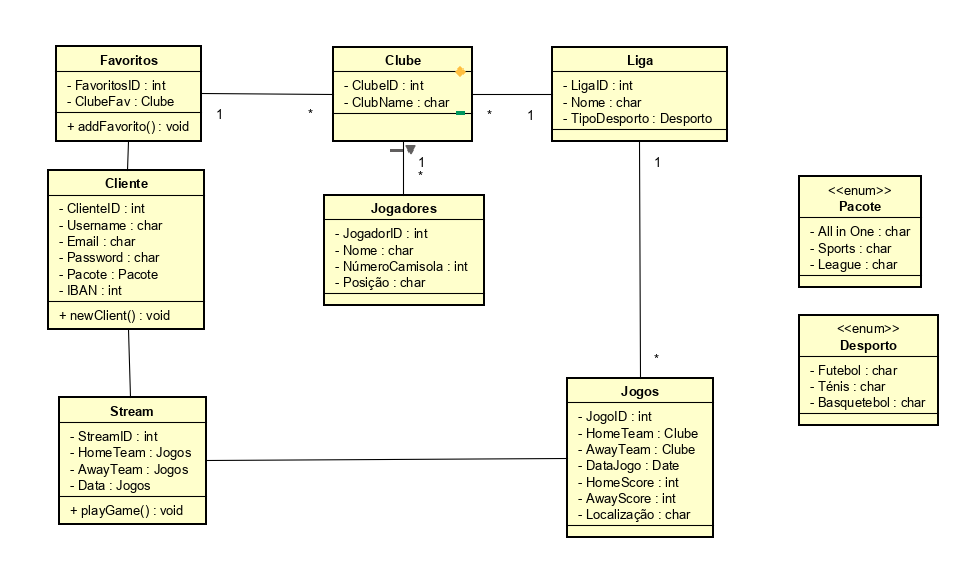 Favoritos
- FavoritosID : int
- ClubeFav : Clube
+ addFavorito() : void
1
*
Clube
- ClubeID : int
- ClubName : char
*
1
Liga
- LigaID : int
- Nome : char
- TipoDesporto : Desporto
1
*
1
*
Cliente
- ClienteID : int
- Username : char
- Email : char
- Password : char
- Pacote : Pacote
- IBAN : int
+ newClient() : void
Jogadores
- JogadorID : int
- Nome : char
- NúmeroCamisola : int
- Posição : char
<<enum>>
Pacote
- All in One : char
- Sports : char
- League : char
<<enum>>
Desporto
- Futebol : char
- Ténis : char
- Basquetebol : char
Stream
- StreamID : int
- HomeTeam : Jogos
- AwayTeam : Jogos
- Data : Jogos
+ playGame() : void
Jogos
- JogoID : int
- HomeTeam : Clube
- AwayTeam : Clube
- DataJogo : Date
- HomeScore : int
- AwayScore : int
- Localização : char